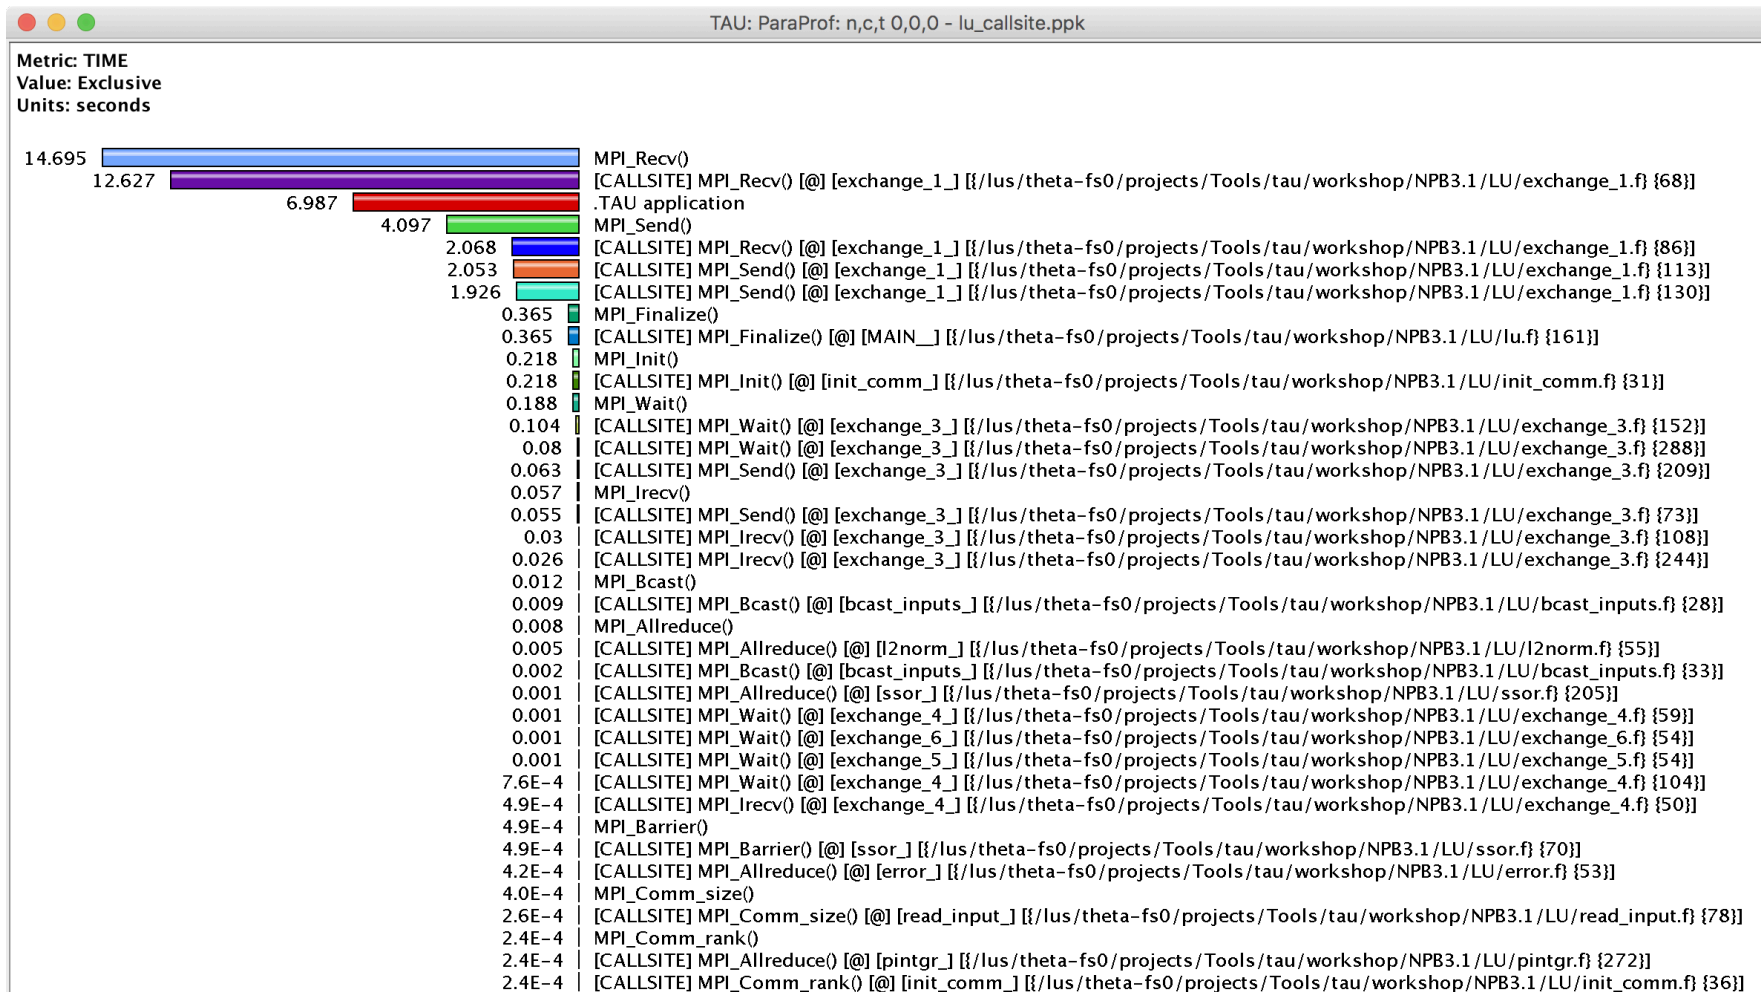 TAU: ParaProf: n,c,t 0,0,0 - lu_callsite.ppk
Metric: TIME
Value: Exclusive
Units: seconds
14.695 MPI_Recv()
12.627 [CALLSITE] MPI_Recv() [@] [exchange_1_] [{/lus/theta-fs0/projects/Tools/tau/workshop/NPB3.1/LU/exchange_1.f} {68}]
6.987 .TAU application
4.097 MPI_Send()
2.068 [CALLSITE] MPI_Recv() [@] [exchange_1_] [{/lus/theta-fs0/projects/Tools/tau/workshop/NPB3.1/LU/exchange_1.f} {86}]
2.053 [CALLSITE] MPI_Send() [@] [exchange_1_] [{/lus/theta-fs0/projects/Tools/tau/workshop/NPB3.1/LU/exchange_1.f} {113}]
1.926 [CALLSITE] MPI_Send() [@] [exchange_1_] [{/lus/theta-fs0/projects/Tools/tau/workshop/NPB3.1/LU/exchange_1.f} {130}]
0.365 MPI_Finalize()
0.365 [CALLSITE] MPI_Finalize() [@] [MAIN__] [{/lus/theta-fs0/projects/Tools/tau/workshop/NPB3.1/LU/lu.f} {161}]
0.218 MPI_Init()
0.218 [CALLSITE] MPI_Init() [@] [init_comm_] [{/lus/theta-fs0/projects/Tools/tau/workshop/NPB3.1/LU/init_comm.f} {31}]
0.188 MPI_Wait()
0.104 [CALLSITE] MPI_Wait() [@] [exchange_3_] [{/lus/theta-fs0/projects/Tools/tau/workshop/NPB3.1/LU/exchange_3.f} {152}]
0.08 [CALLSITE] MPI_Wait() [@] [exchange_3_] [{/lus/theta-fs0/projects/Tools/tau/workshop/NPB3.1/LU/exchange_3.f} {288}]
0.063 [CALLSITE] MPI_Send() [@] [exchange_3_] [{/lus/theta-fs0/projects/Tools/tau/workshop/NPB3.1/LU/exchange_3.f} {209}]
0.057 MPI_Irecv()
0.055 [CALLSITE] MPI_Send() [@] [exchange_3_] [{/lus/theta-fs0/projects/Tools/tau/workshop/NPB3.1/LU/exchange_3.f} {73}]
0.03 [CALLSITE] MPI_Irecv() [@] [exchange_3_] [{/lus/theta-fs0/projects/Tools/tau/workshop/NPB3.1/LU/exchange_3.f} {108}]
0.026 [CALLSITE] MPI_Irecv() [@] [exchange_3_] [{/lus/theta-fs0/projects/Tools/tau/workshop/NPB3.1/LU/exchange_3.f} {244}]
0.012 MPI_Bcast()
0.009 [CALLSITE] MPI_Bcast() [@] [bcast_inputs_] [{/lus/theta-fs0/projects/Tools/tau/workshop/NPB3.1/LU/bcast_inputs.f} {28}]
0.008 MPI_Allreduce()
0.005 [CALLSITE] MPI_Allreduce() [@] [l2norm_] [{/lus/theta-fs0/projects/Tools/tau/workshop/NPB3.1/LU/l2norm.f} {55}]
0.002 [CALLSITE] MPI_Bcast() [@] [bcast_inputs_] [{/lus/theta-fs0/projects/Tools/tau/workshop/NPB3.1/LU/bcast_inputs.f} {33}]
0.001 [CALLSITE] MPI_Allreduce() [@] [ssor_] [{/lus/theta-fs0/projects/Tools/tau/workshop/NPB3.1/LU/ssor.f} {205}]
0.001 [CALLSITE] MPI_Wait() [@] [exchange_4_] [{/lus/theta-fs0/projects/Tools/tau/workshop/NPB3.1/LU/exchange_4.f} {59}]
0.001 [CALLSITE] MPI_Wait() [@] [exchange_6_] [{/lus/theta-fs0/projects/Tools/tau/workshop/NPB3.1/LU/exchange_6.f} {54}]
0.001 [CALLSITE] MPI_Wait() [@] [exchange_5_] [{/lus/theta-fs0/projects/Tools/tau/workshop/NPB3.1/LU/exchange_5.f} {54}]
7.6E-4 [CALLSITE] MPI_Wait() [@] [exchange_4_] [{/lus/theta-fs0/projects/Tools/tau/workshop/NPB3.1/LU/exchange_4.f} {104}]
4.9E-4 [CALLSITE] MPI_Irecv() [@] [exchange_4_] [{/lus/theta-fs0/projects/Tools/tau/workshop/NPB3.1/LU/exchange_4.f} {50}]
4.9E-4 MPI_Barrier()
4.9E-4 [CALLSITE] MPI_Barrier() [@] [ssor_] [{/lus/theta-fs0/projects/Tools/tau/workshop/NPB3.1/LU/ssor.f} {70}]
4.2E-4 [CALLSITE] MPI_Allreduce() [@] [error_] [{/lus/theta-fs0/projects/Tools/tau/workshop/NPB3.1/LU/error.f} {53}]
4.0E-4 MPI_Comm_size()
2.6E-4 [CALLSITE] MPI_Comm_size() [@] [read_input_] [{/lus/theta-fs0/projects/Tools/tau/workshop/NPB3.1/LU/read_input.f} {78}]
2.4E-4 MPI_Comm_rank()
2.4E-4 [CALLSITE] MPI_Allreduce() [@] [pintgr_] [{/lus/theta-fs0/projects/Tools/tau/workshop/NPB3.1/LU/pintgr.f} {272}]
2.4E-4 [CALLSITE] MPI_Comm_rank() [@] [init_comm_] [{/lus/theta-fs0/projects/Tools/tau/workshop/NPB3.1/LU/init_comm.f} {36}]